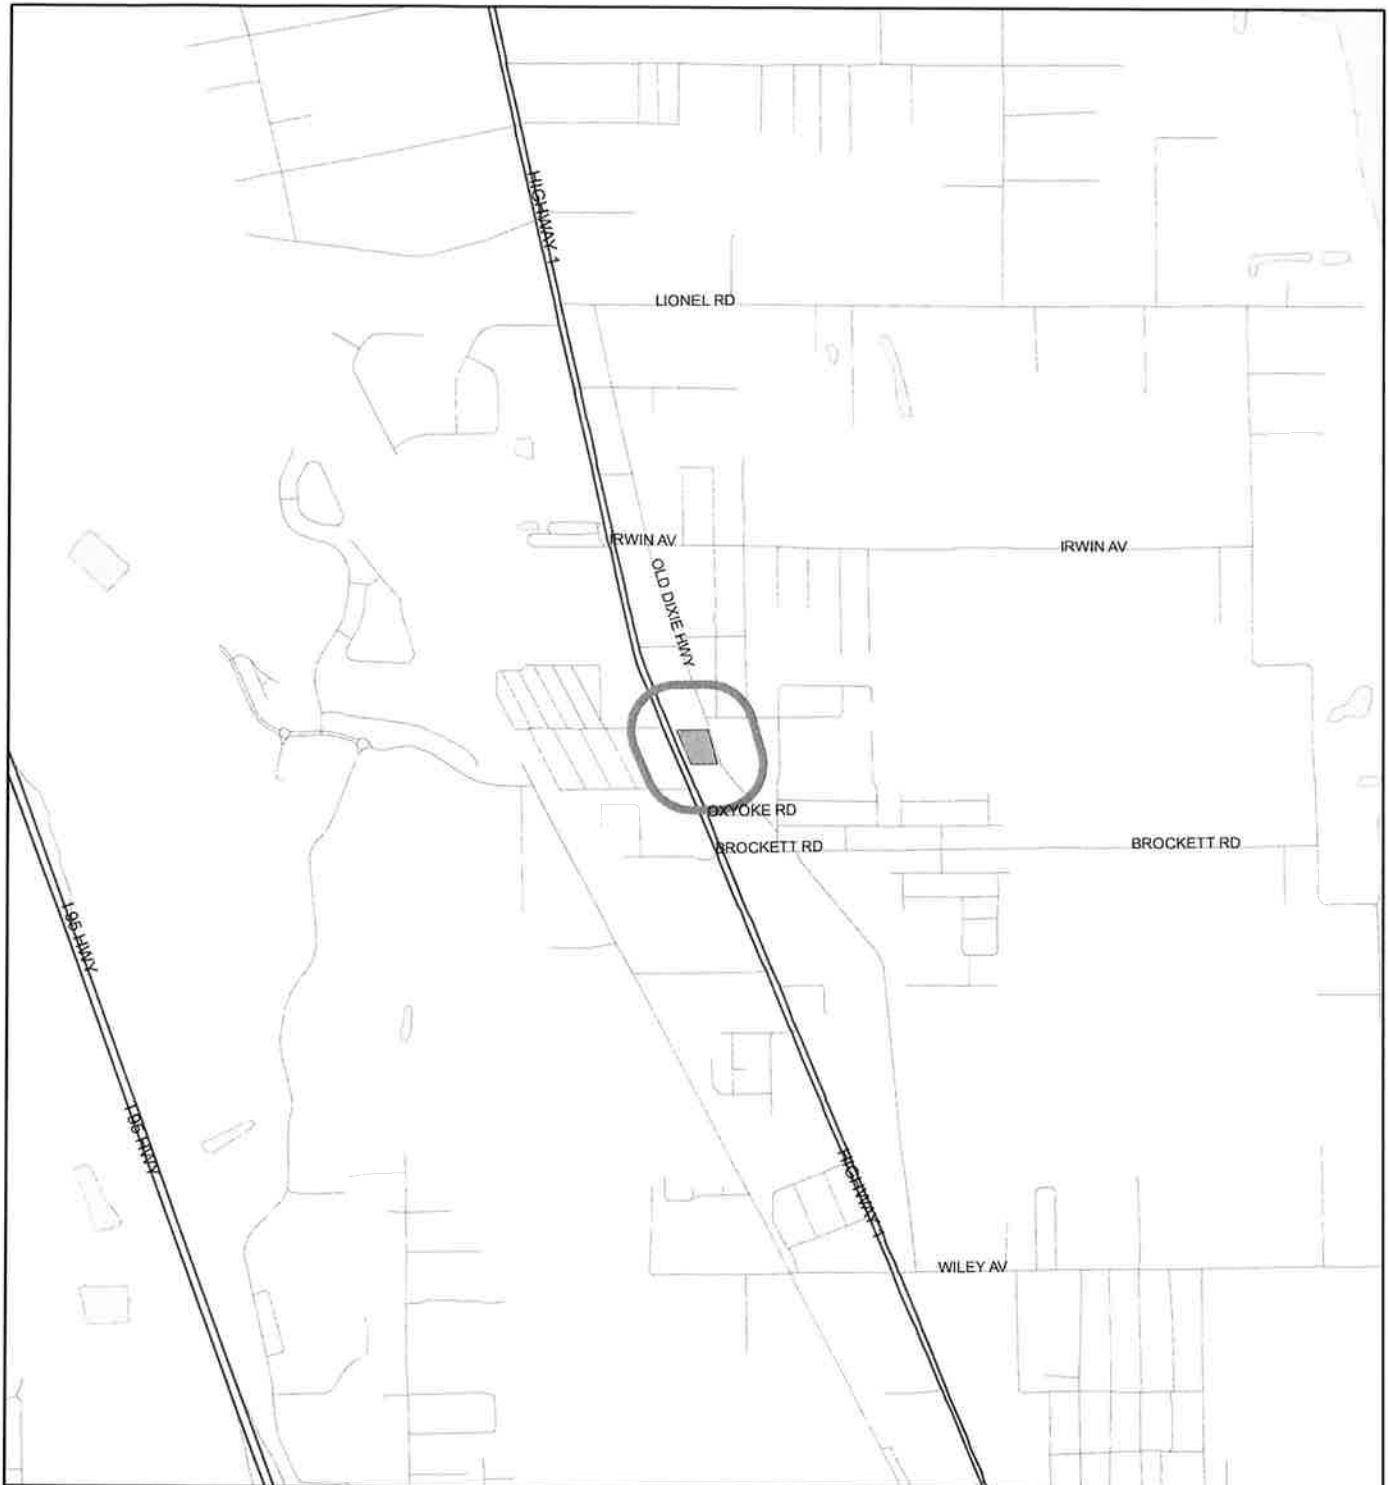 HIGHWAY 1
LIONEL RD
IRWIN AV
IRWIN AV
OLD DIXIE HWY
OXYOKE RD
BROCKETT RD
BROCKETT RD
I 95 HWY
I 95 HWY
HIGHWAY 1
WILEY AV